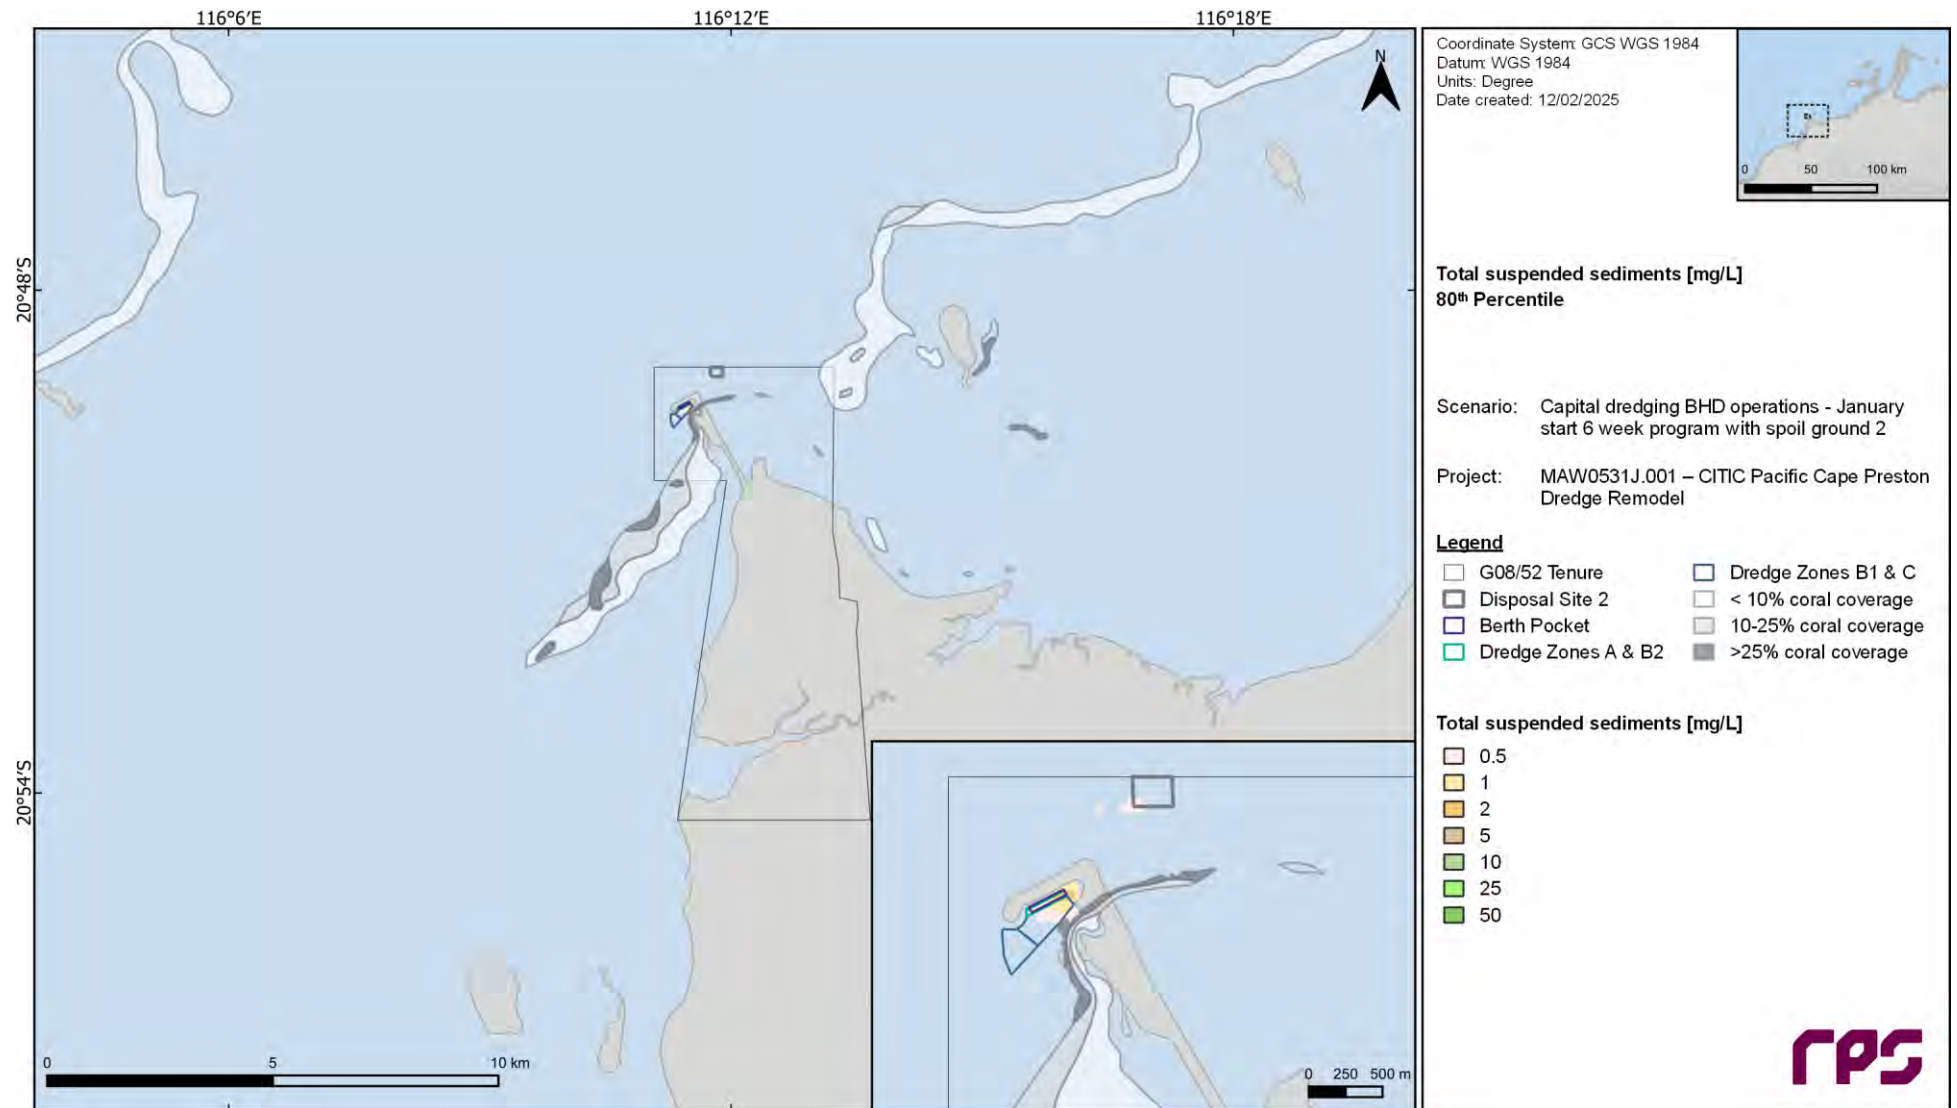 116°6′E
116°12′E
116°18′E
20°48′S
20°54′S
N
0 5 10 km
0 250 500 m
Coordinate System: GCS WGS 1984
Datum: WGS 1984
Units: Degree
Date created: 12/02/2025
0 50 100 km
Total suspended sediments [mg/L]
80th Percentile
Scenario: Capital dredging BHD operations - January
start 6 week program with spoil ground 2
Project: MAW0531J.001 – CITIC Pacific Cape Preston
Dredge Remodel
Legend
G08/52 Tenure
Disposal Site 2
Berth Pocket
Dredge Zones A & B2
Dredge Zones B1 & C
< 10% coral coverage
10-25% coral coverage
>25% coral coverage
Total suspended sediments [mg/L]
0.5
1
2
5
10
25
50
rps